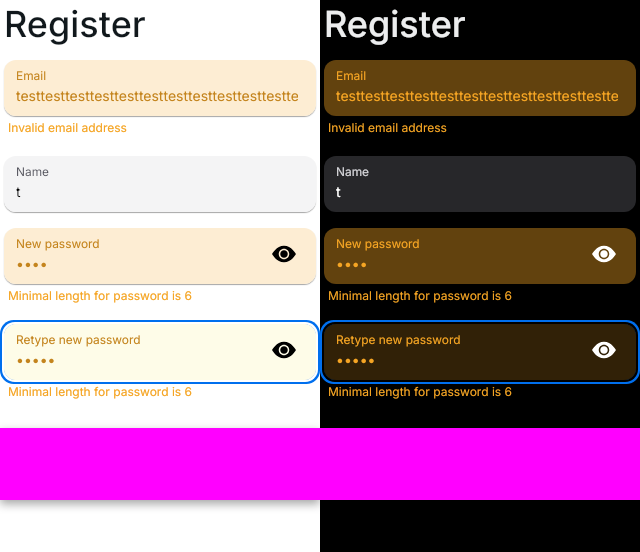 Register
Email
testtesttesttesttesttesttesttesttesttestte
Invalid email address
Name
t
New password
••••
Minimal length for password is 6
Retype new password
•••••
Minimal length for password is 6
Register
Email
testtesttesttesttesttesttesttesttesttestte
Invalid email address
Name
t
New password
••••
Minimal length for password is 6
Retype new password
•••••
Minimal length for password is 6